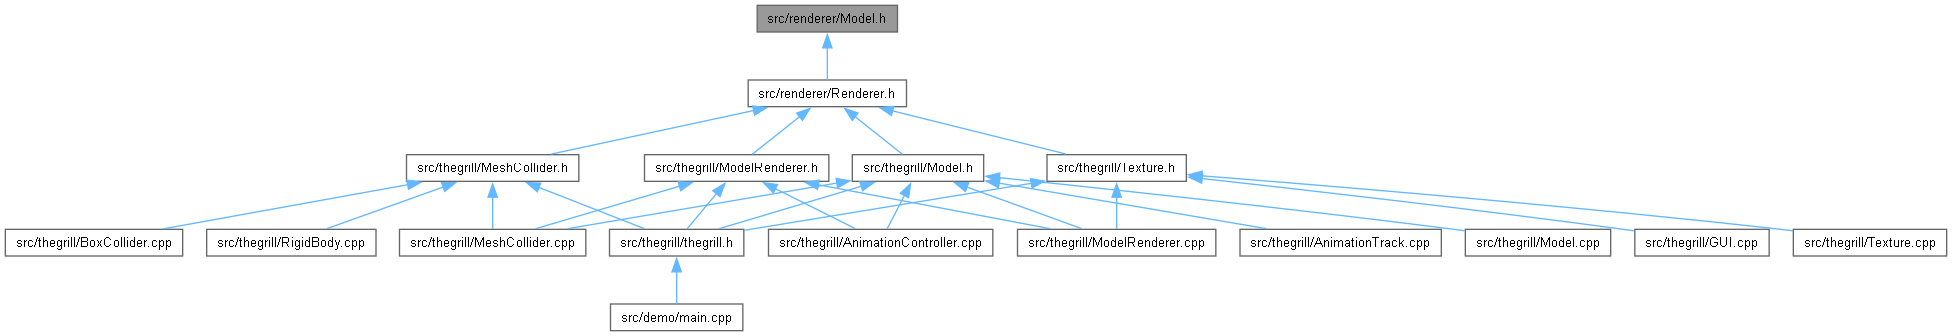 src/renderer/Model.h
src/renderer/Renderer.h
src/thegrill/MeshCollider.h
src/thegrill/ModelRenderer.h
src/thegrill/Model.h
src/thegrill/Texture.h
src/thegrill/BoxCollider.cpp
src/thegrill/RigidBody.cpp
src/thegrill/MeshCollider.cpp
src/thegrill/thegrill.h
src/thegrill/AnimationController.cpp
src/thegrill/ModelRenderer.cpp
src/thegrill/AnimationTrack.cpp
src/thegrill/Model.cpp
src/thegrill/GUI.cpp
src/thegrill/Texture.cpp
src/demo/main.cpp